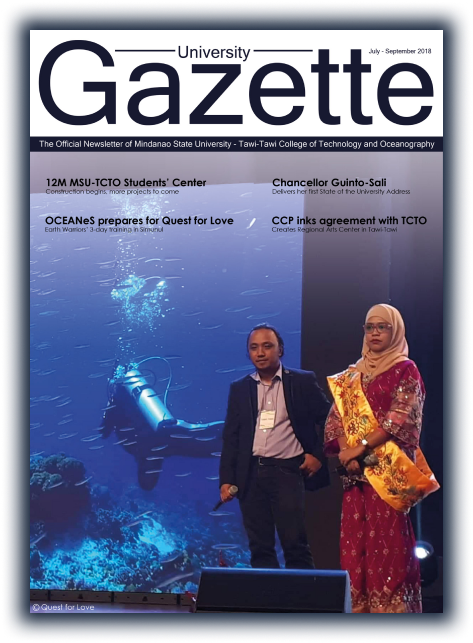 University
July - September 2018
Gazette
The Official Newsletter of Mindanao State University - Tawi-Tawi College of Technology and Oceanography
12M MSU-TCTO Students' Center
Construction begins, more projects to come
Chancellor Guinto-Sali
Delivers her first State of the University Address
OCEANeS prepares for Quest for Love
Earth Warriors' 3-day training in Simunul
CCP inks agreement with TCTO
Creates Regional Arts Center in Tawi-Tawi
© Quest for Love